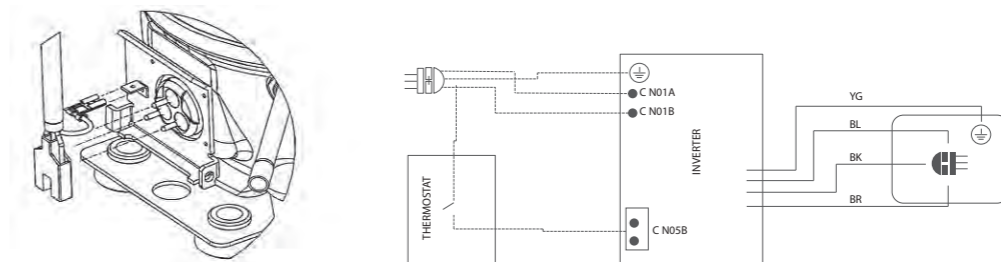 C N01A
C N01B
THERMOSTAT
INVERTER
C N05B
YG
BL
BK
BR